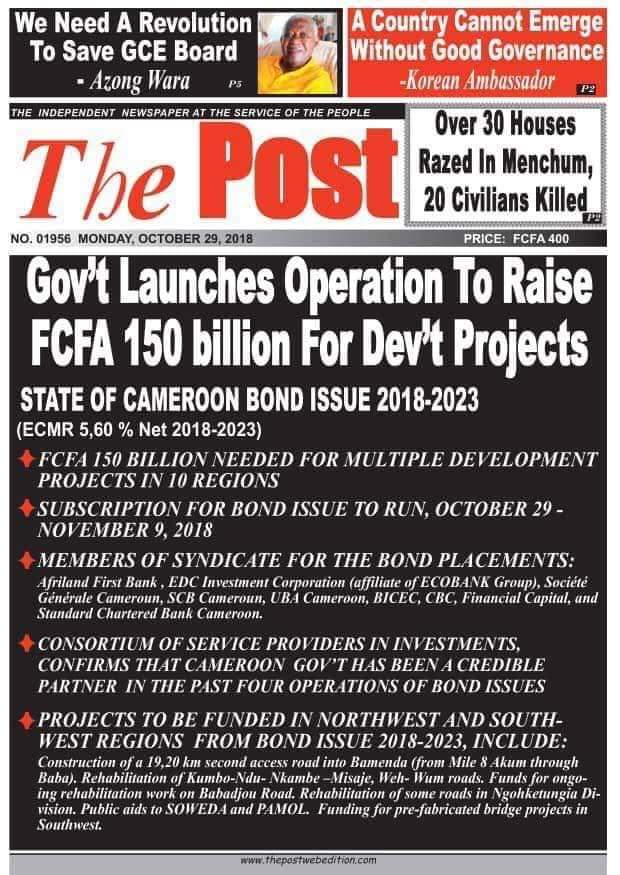 We Need A Revolution
To Save GCE Board
- Azong Wara P5
A Country Cannot Emerge
Without Good Governance
-Korean Ambassador P2
THE INDEPENDENT NEWSPAPER AT THE SERVICE OF THE PEOPLE
The Post
Over 30 Houses
Razed In Menchum,
20 Civilians Killed P2
NO. 01956 MONDAY, OCTOBER 29, 2018 PRICE: FCFA 400
Gov't Launches Operation To Raise
FCFA 150 billion For Dev't Projects
STATE OF CAMEROON BOND ISSUE 2018-2023
(ECMR 5,60 % Net 2018-2023)
FCFA 150 BILLION NEEDED FOR MULTIPLE DEVELOPMENT
PROJECTS IN 10 REGIONS
SUBSCRIPTION FOR BOND ISSUE TO RUN, OCTOBER 29 -
NOVEMBER 9, 2018
MEMBERS OF SYNDICATE FOR THE BOND PLACEMENTS:
Afriland First Bank , EDC Investment Corporation (affiliate of ECOBANK Group), Société
Générale Cameroun, SCB Cameroun, UBA Cameroun, BICEC, CBC, Financial Capital, and
Standard Chartered Bank Cameroon.
CONSORTIUM OF SERVICE PROVIDERS IN INVESTMENTS,
CONFIRMS THAT CAMEROON GOV'T HAS BEEN A CREDIBLE
PARTNER IN THE PAST FOUR OPERATIONS OF BOND ISSUES
PROJECTS TO BE FUNDED IN NORTHWEST AND SOUTH-
WEST REGIONS FROM BOND ISSUE 2018-2023, INCLUDE:
Construction of a 19,20 km second access road into Bamenda (from Mile 8 Akum through
Baba). Rehabilitation of Kumbo-Ndu- Nkambe –Misaje, Weh- Wum roads. Funds for ongo-
ing rehabilitation work on Babadjou Road. Rehabilitation of some roads in Ngohketungia Di-
vision. Public aids to SOWEDA and PAMOL. Funding for pre-fabricated bridge projects in
Southwest.
www.thepostwebedition.com